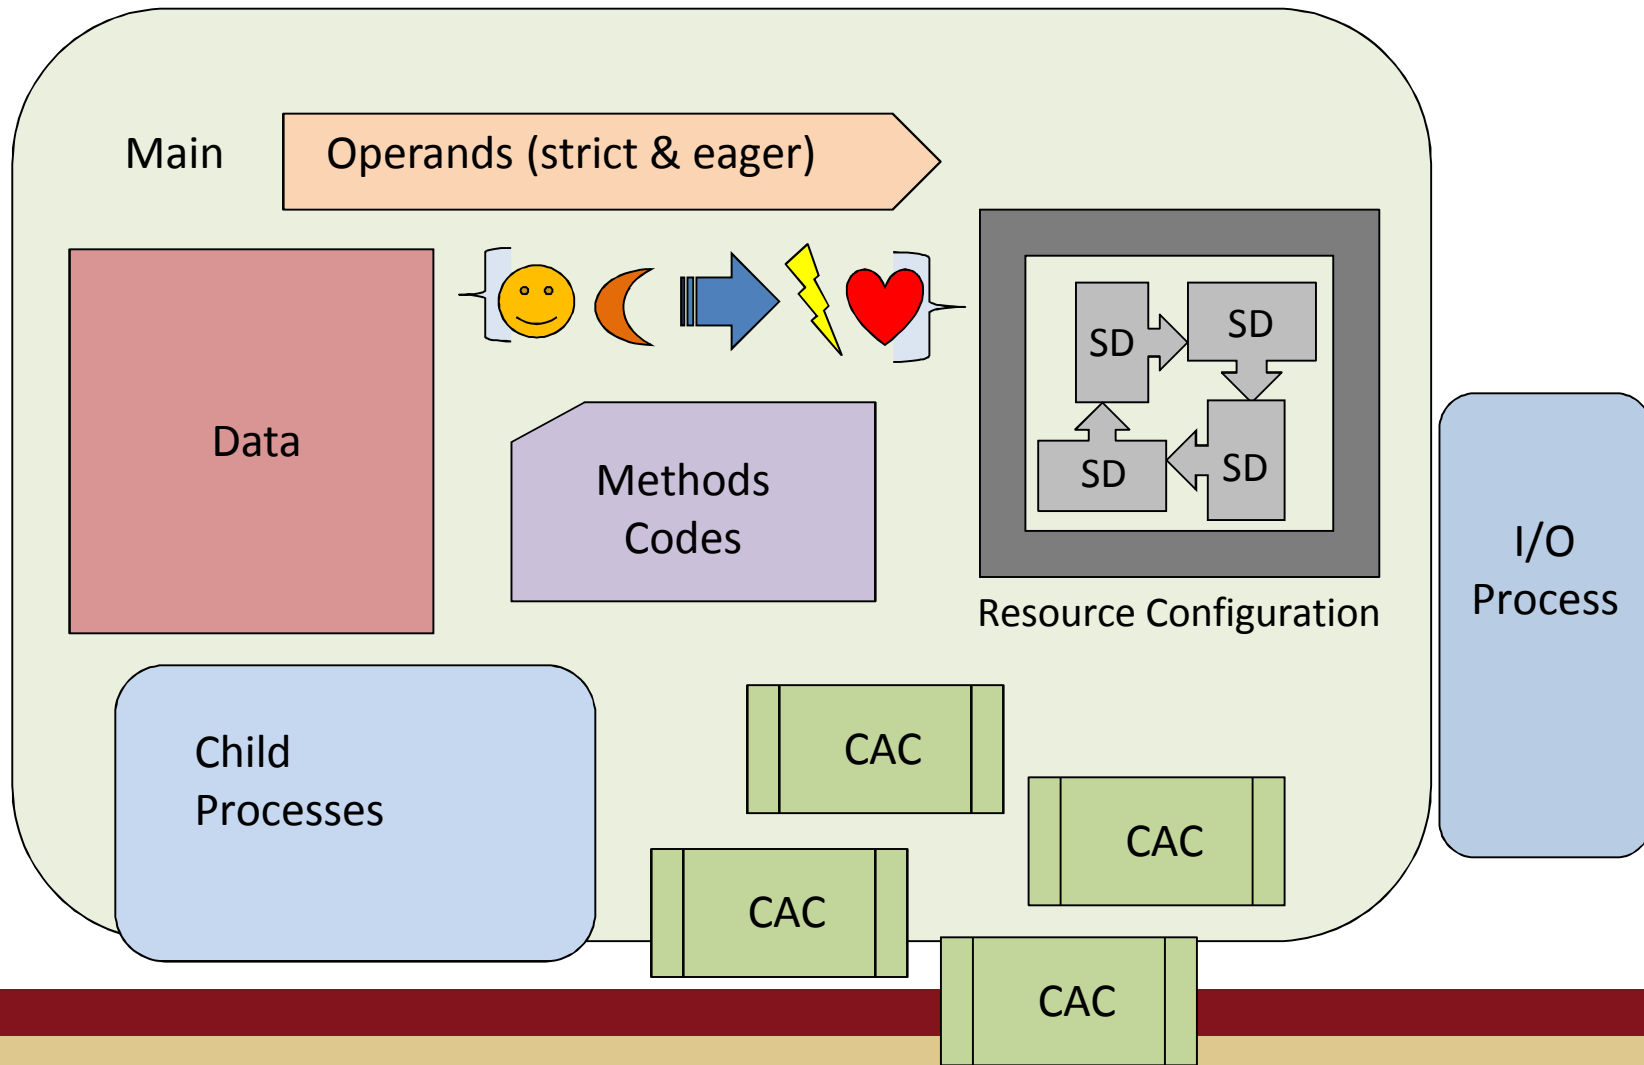 Main
Operands (strict & eager)
Data
Methods
Codes
SD
SD
SD
SD
Resource Configuration
I/O
Process
Child
Processes
CAC
CAC
CAC
CAC